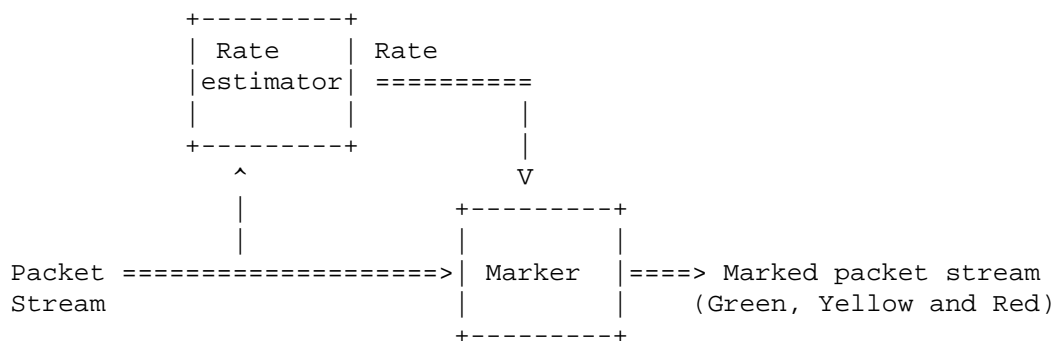 Rate Rate
estimator ==========
V
Packet ====================> Marker ====> Marked packet stream
Stream (Green, Yellow and Red)